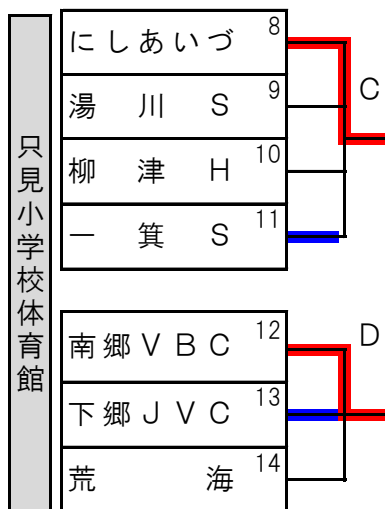 只見小学校体育館
にしあいづ 8
湯川S 9
柳津H 10
一箕S 11
C
南郷VBC 12
下郷JVC 13
荒海 14
D